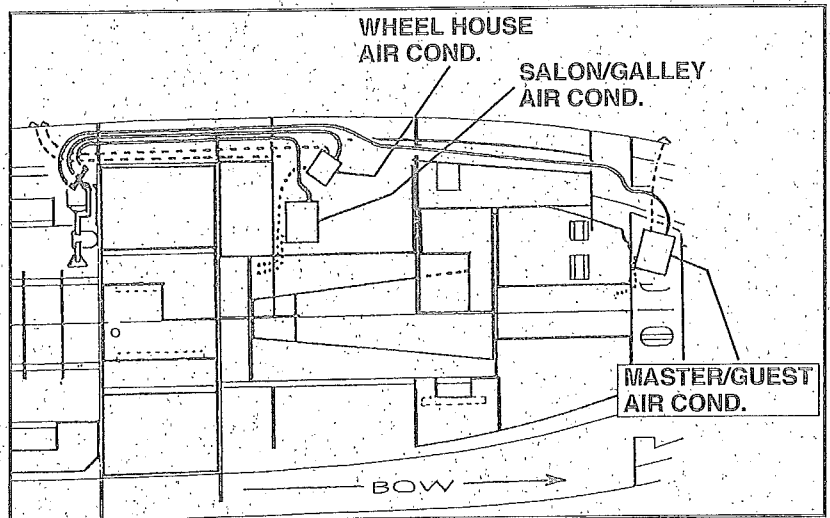 WHEEL HOUSE
AIR COND.
SALON/GALLEY
AIR COND.
MASTER/GUEST
AIR COND.
BOW